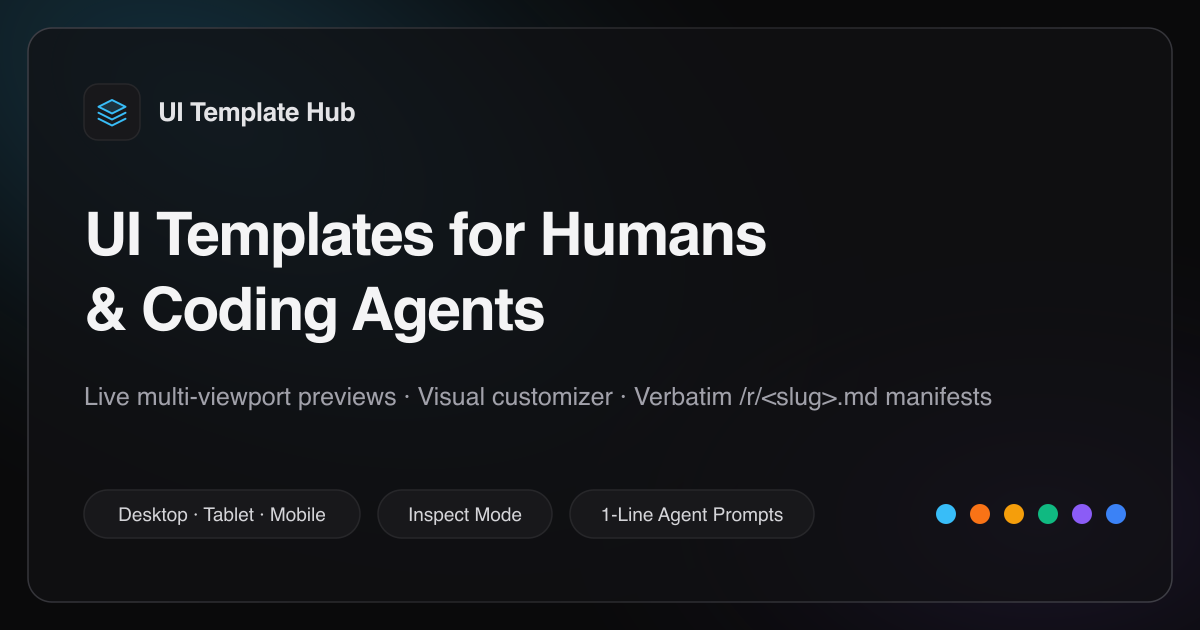 UI Template Hub
UI Templates for Humans
& Coding Agents
Live multi-viewport previews · Visual customizer · Verbatim /r/<slug>.md manifests
Desktop · Tablet · Mobile
Inspect Mode
1-Line Agent Prompts